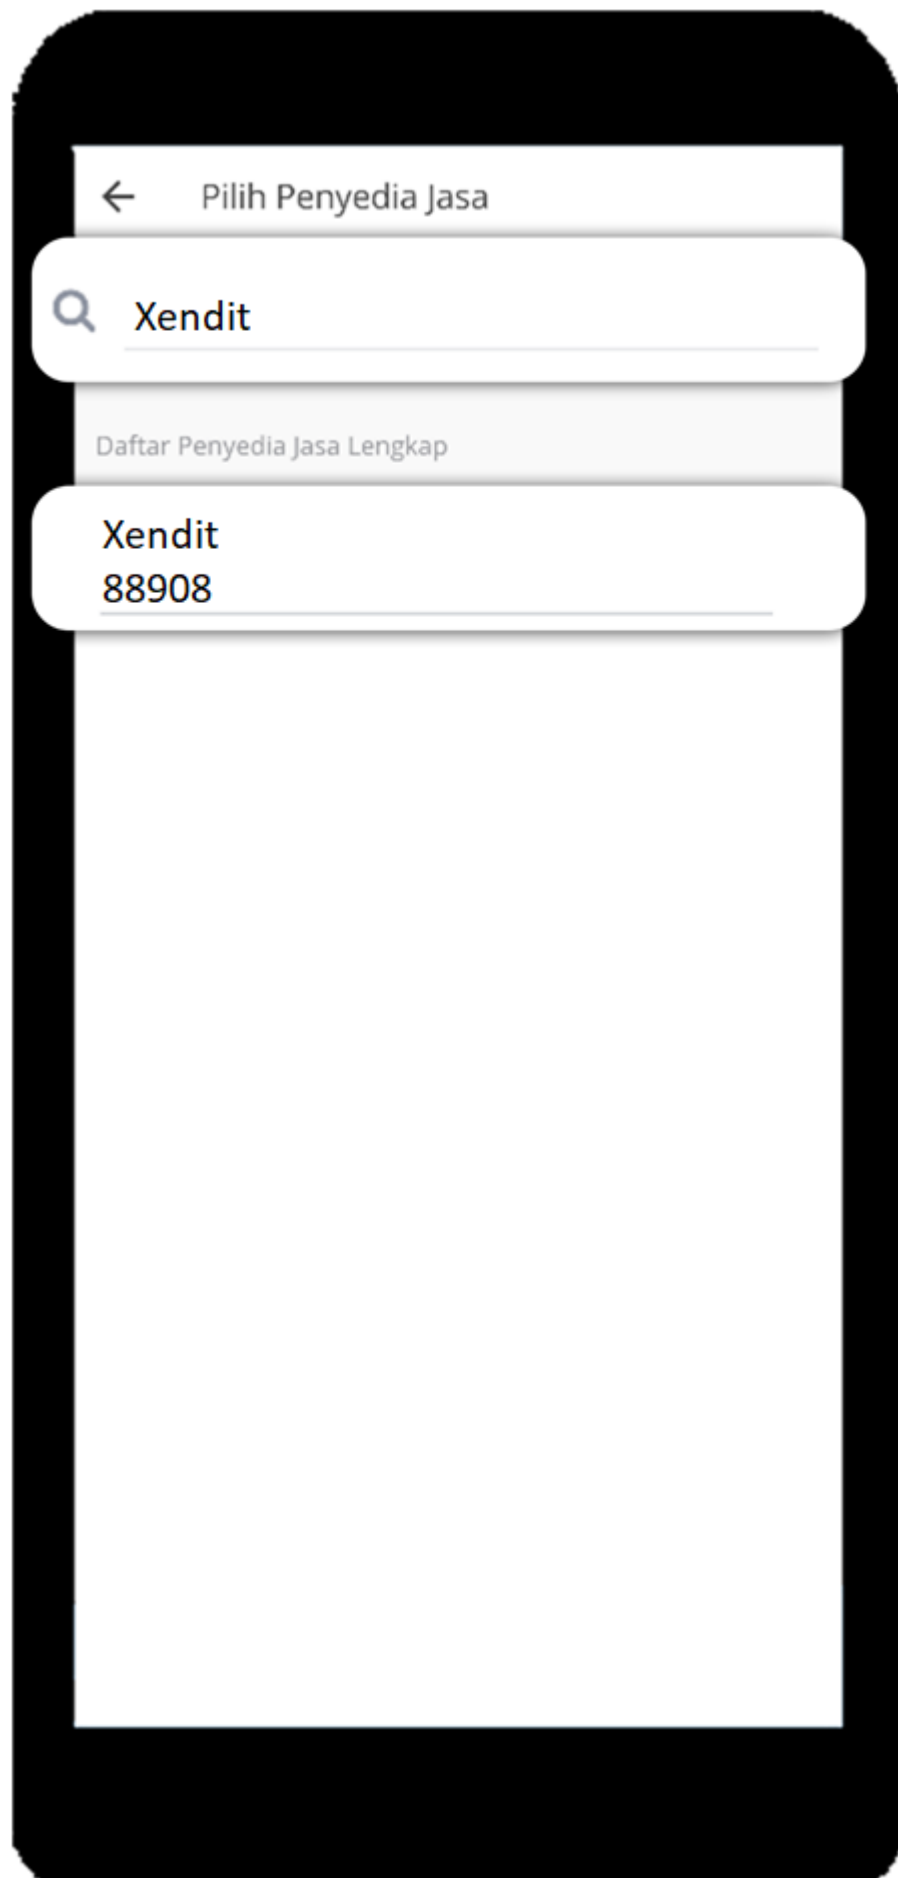 Pilih Penyedia Jasa
Xendit
Daftar Penyedia Jasa Lengkap
Xendit
88908